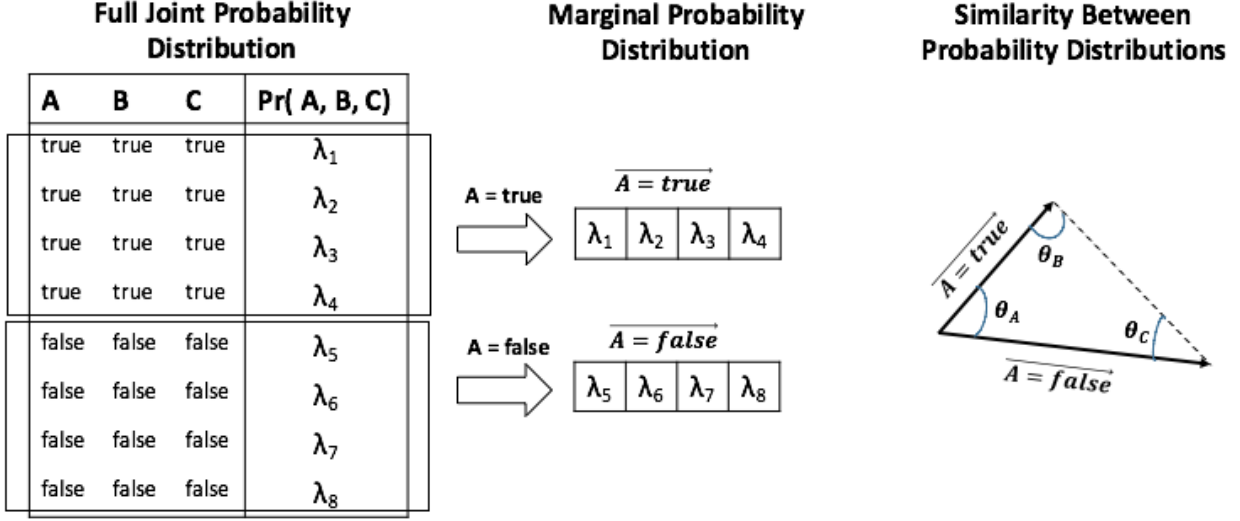 Full Joint Probability
Distribution
A B C Pr( A, B, C)
true true true λ₁
true true true λ₂
true true true λ₃
true true true λ₄
false false false λ₅
false false false λ₆
false false false λ₇
false false false λ₈
Marginal Probability
Distribution
A = true
A = true
λ₁ λ₂ λ₃ λ₄
A = false
A = false
λ₅ λ₆ λ₇ λ₈
Similarity Between
Probability Distributions
A = true
θ_B
θ_A
θ_C
A = false